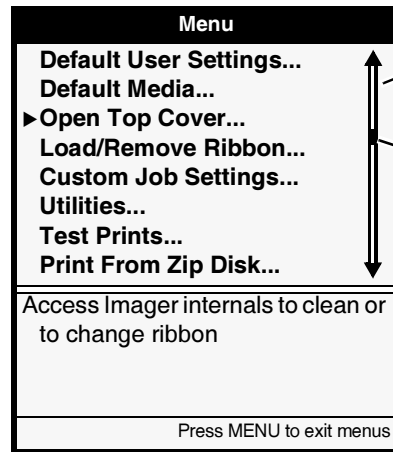 Menu
Default User Settings...
Default Media...
Open Top Cover...
Load/Remove Ribbon...
Custom Job Settings...
Utilities...
Test Prints...
Print From Zip Disk...
Access Imager internals to clean or
to change ribbon
Press MENU to exit menus